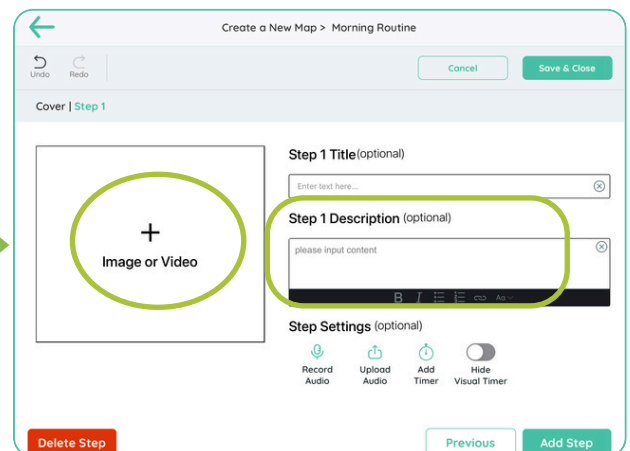 Create a New Map > Morning Routine
Undo Redo
Cancel Save & Close
Cover | Step 1
Step 1 Title(optional)
Enter text here...
Step 1 Description (optional)
please input content
+
Image or Video
B I Aa
Step Settings (optional)
Record Audio
Upload Audio
Add Timer
Hide Visual Timer
Delete Step Previous Add Step